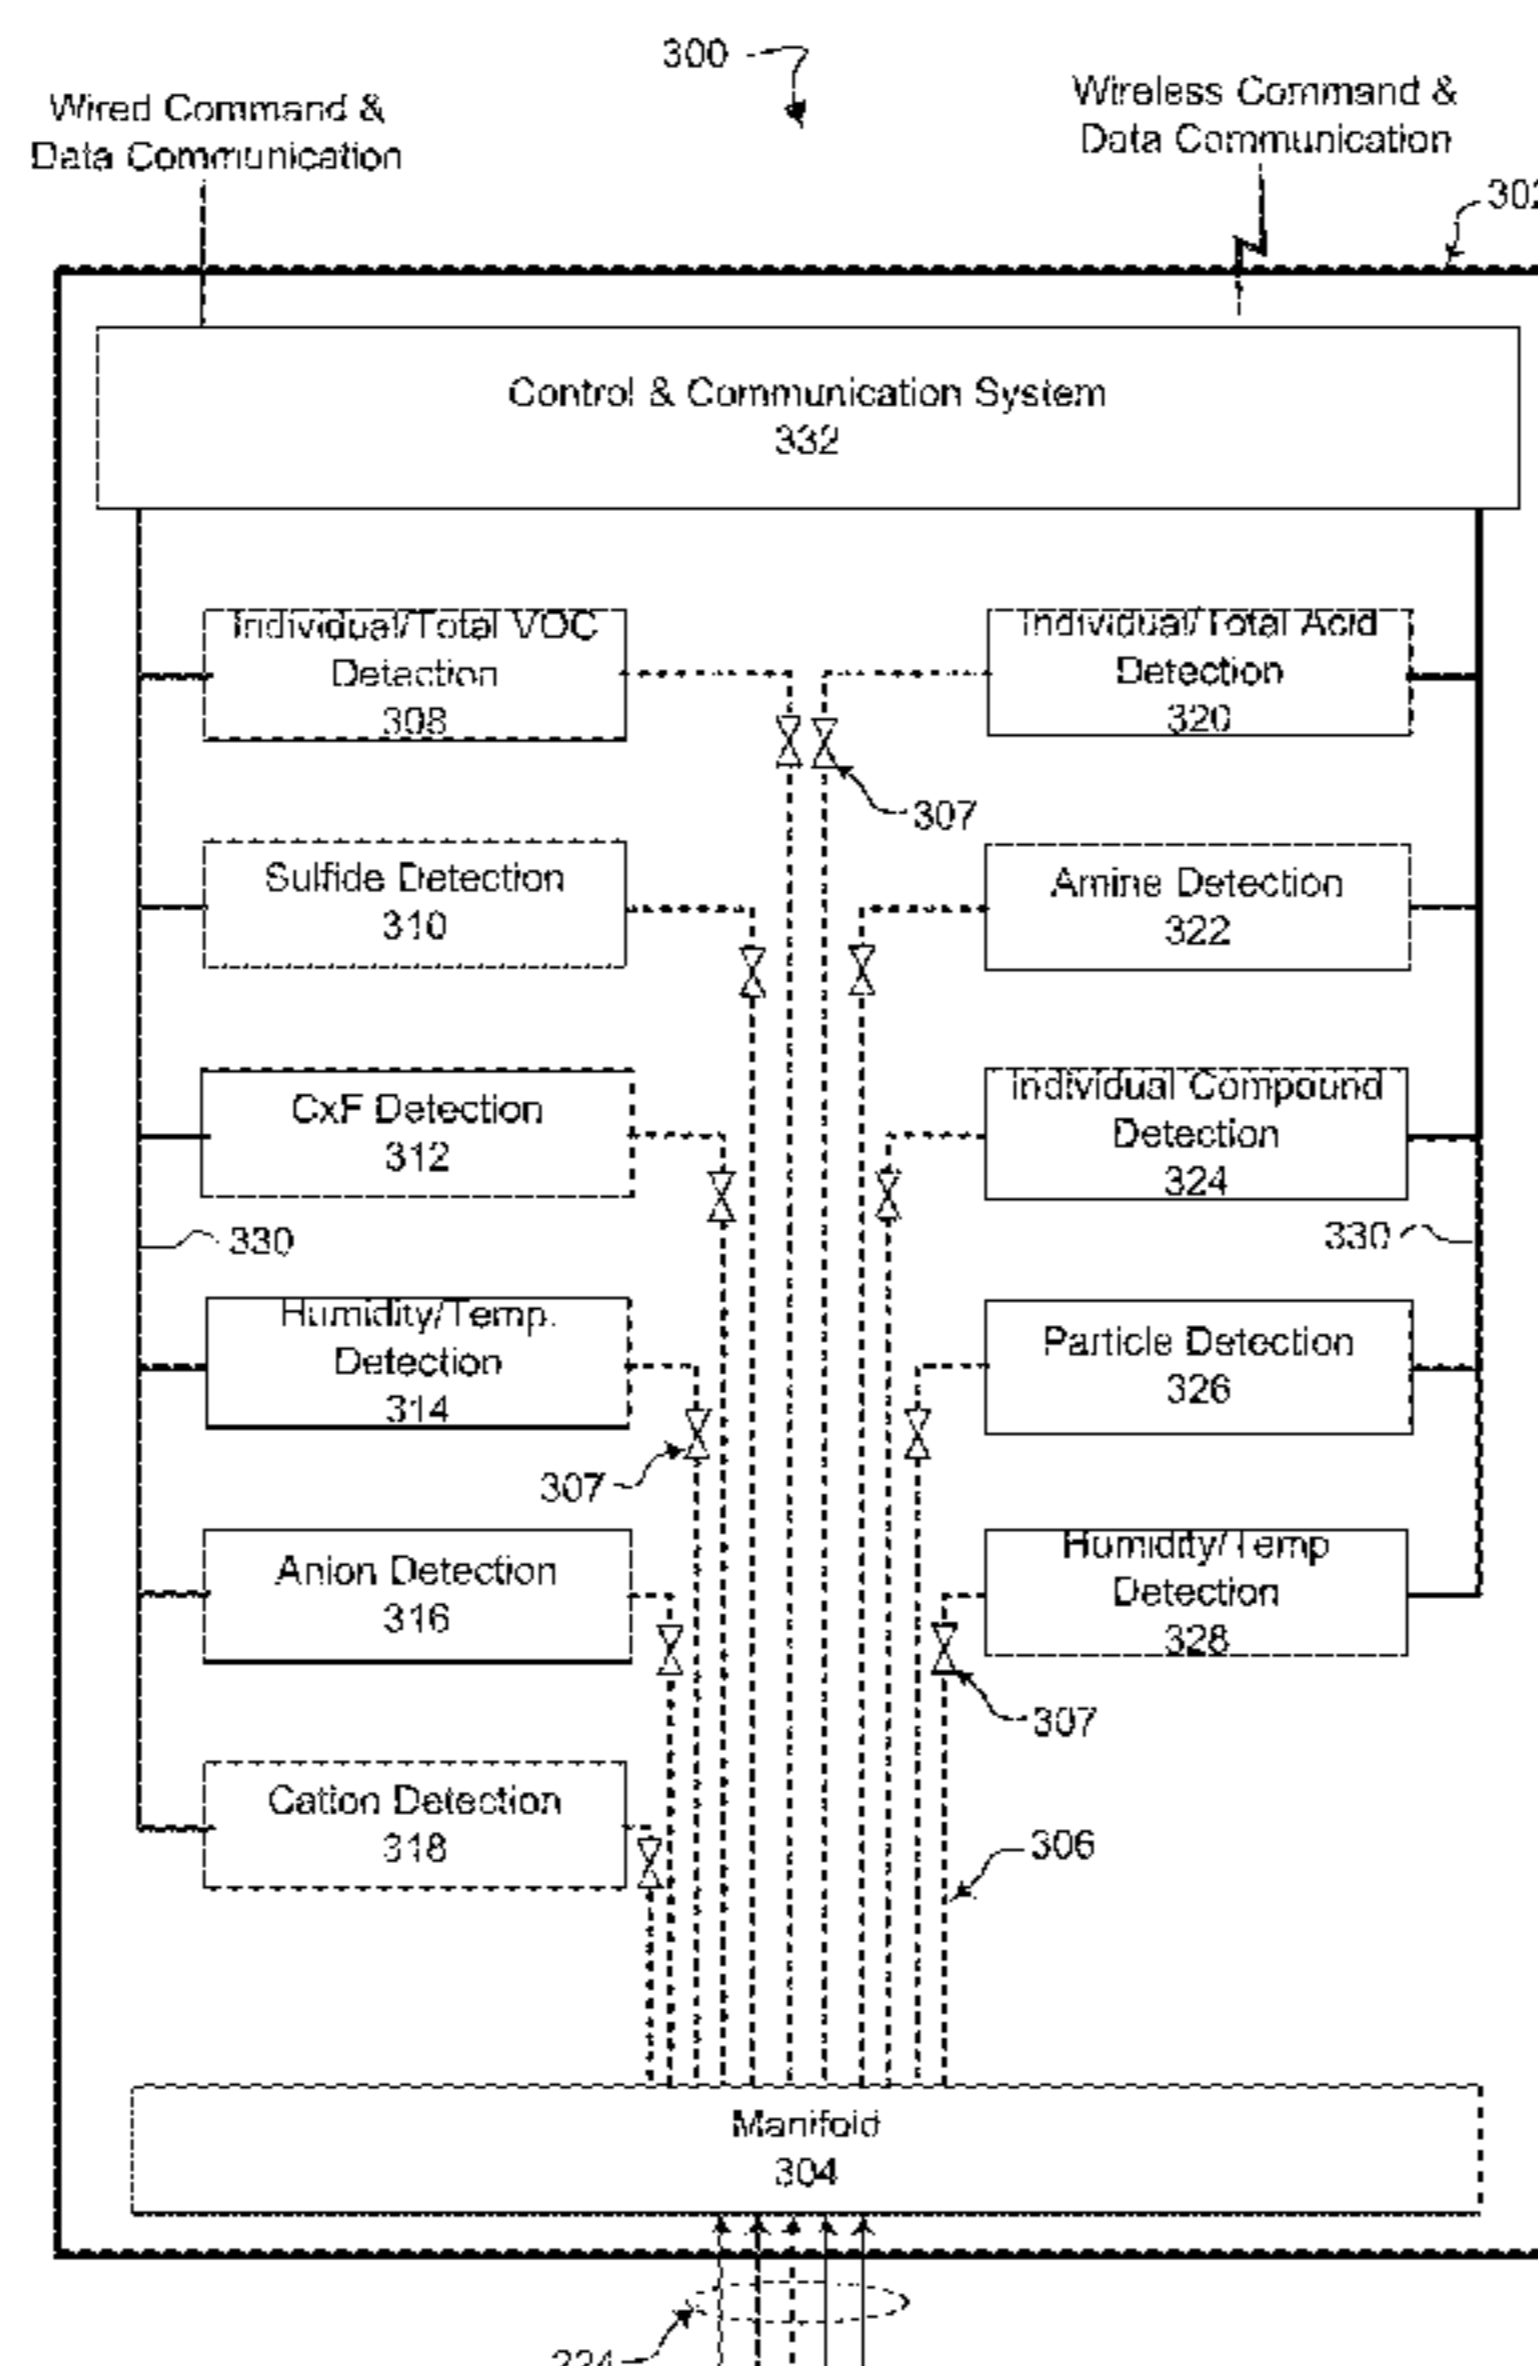 300
Wired Command &
Data Communication
Wireless Command &
Data Communication
302
Control & Communication System
332
Individual/Total VOC
Detection
308
Individual/Total Acid
Detection
320
307
Sulfide Detection
310
Amine Detection
322
CxF Detection
312
Individual Compound
Detection
324
330
330
Humidity/Temp.
Detection
314
Particle Detection
326
307
Anion Detection
316
Humidity/Temp
Detection
328
307
Cation Detection
318
306
Manifold
304